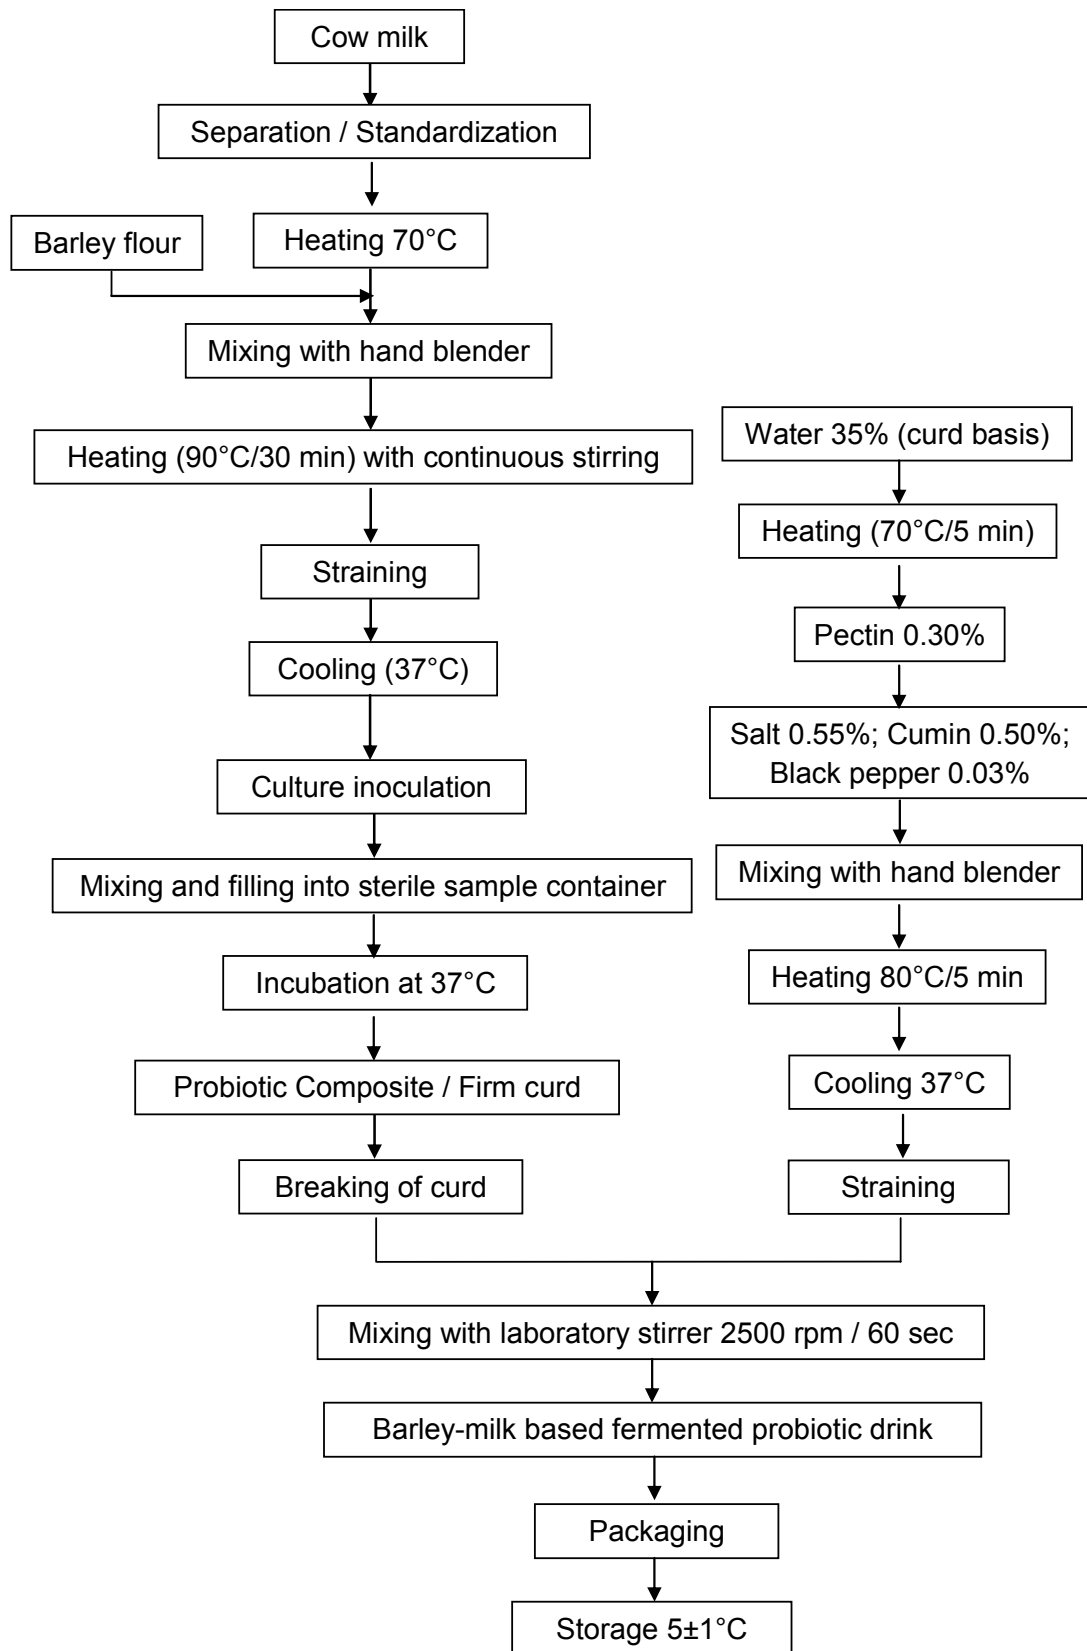 Cow milk
Separation / Standardization
Barley flour
Heating 70°C
Mixing with hand blender
Heating (90°C/30 min) with continuous stirring
Straining
Cooling (37°C)
Culture inoculation
Mixing and filling into sterile sample container
Incubation at 37°C
Probiotic Composite / Firm curd
Breaking of curd
Water 35% (curd basis)
Heating (70°C/5 min)
Pectin 0.30%
Salt 0.55%; Cumin 0.50%;
Black pepper 0.03%
Mixing with hand blender
Heating 80°C/5 min
Cooling 37°C
Straining
Mixing with laboratory stirrer 2500 rpm / 60 sec
Barley-milk based fermented probiotic drink
Packaging
Storage 5±1°C